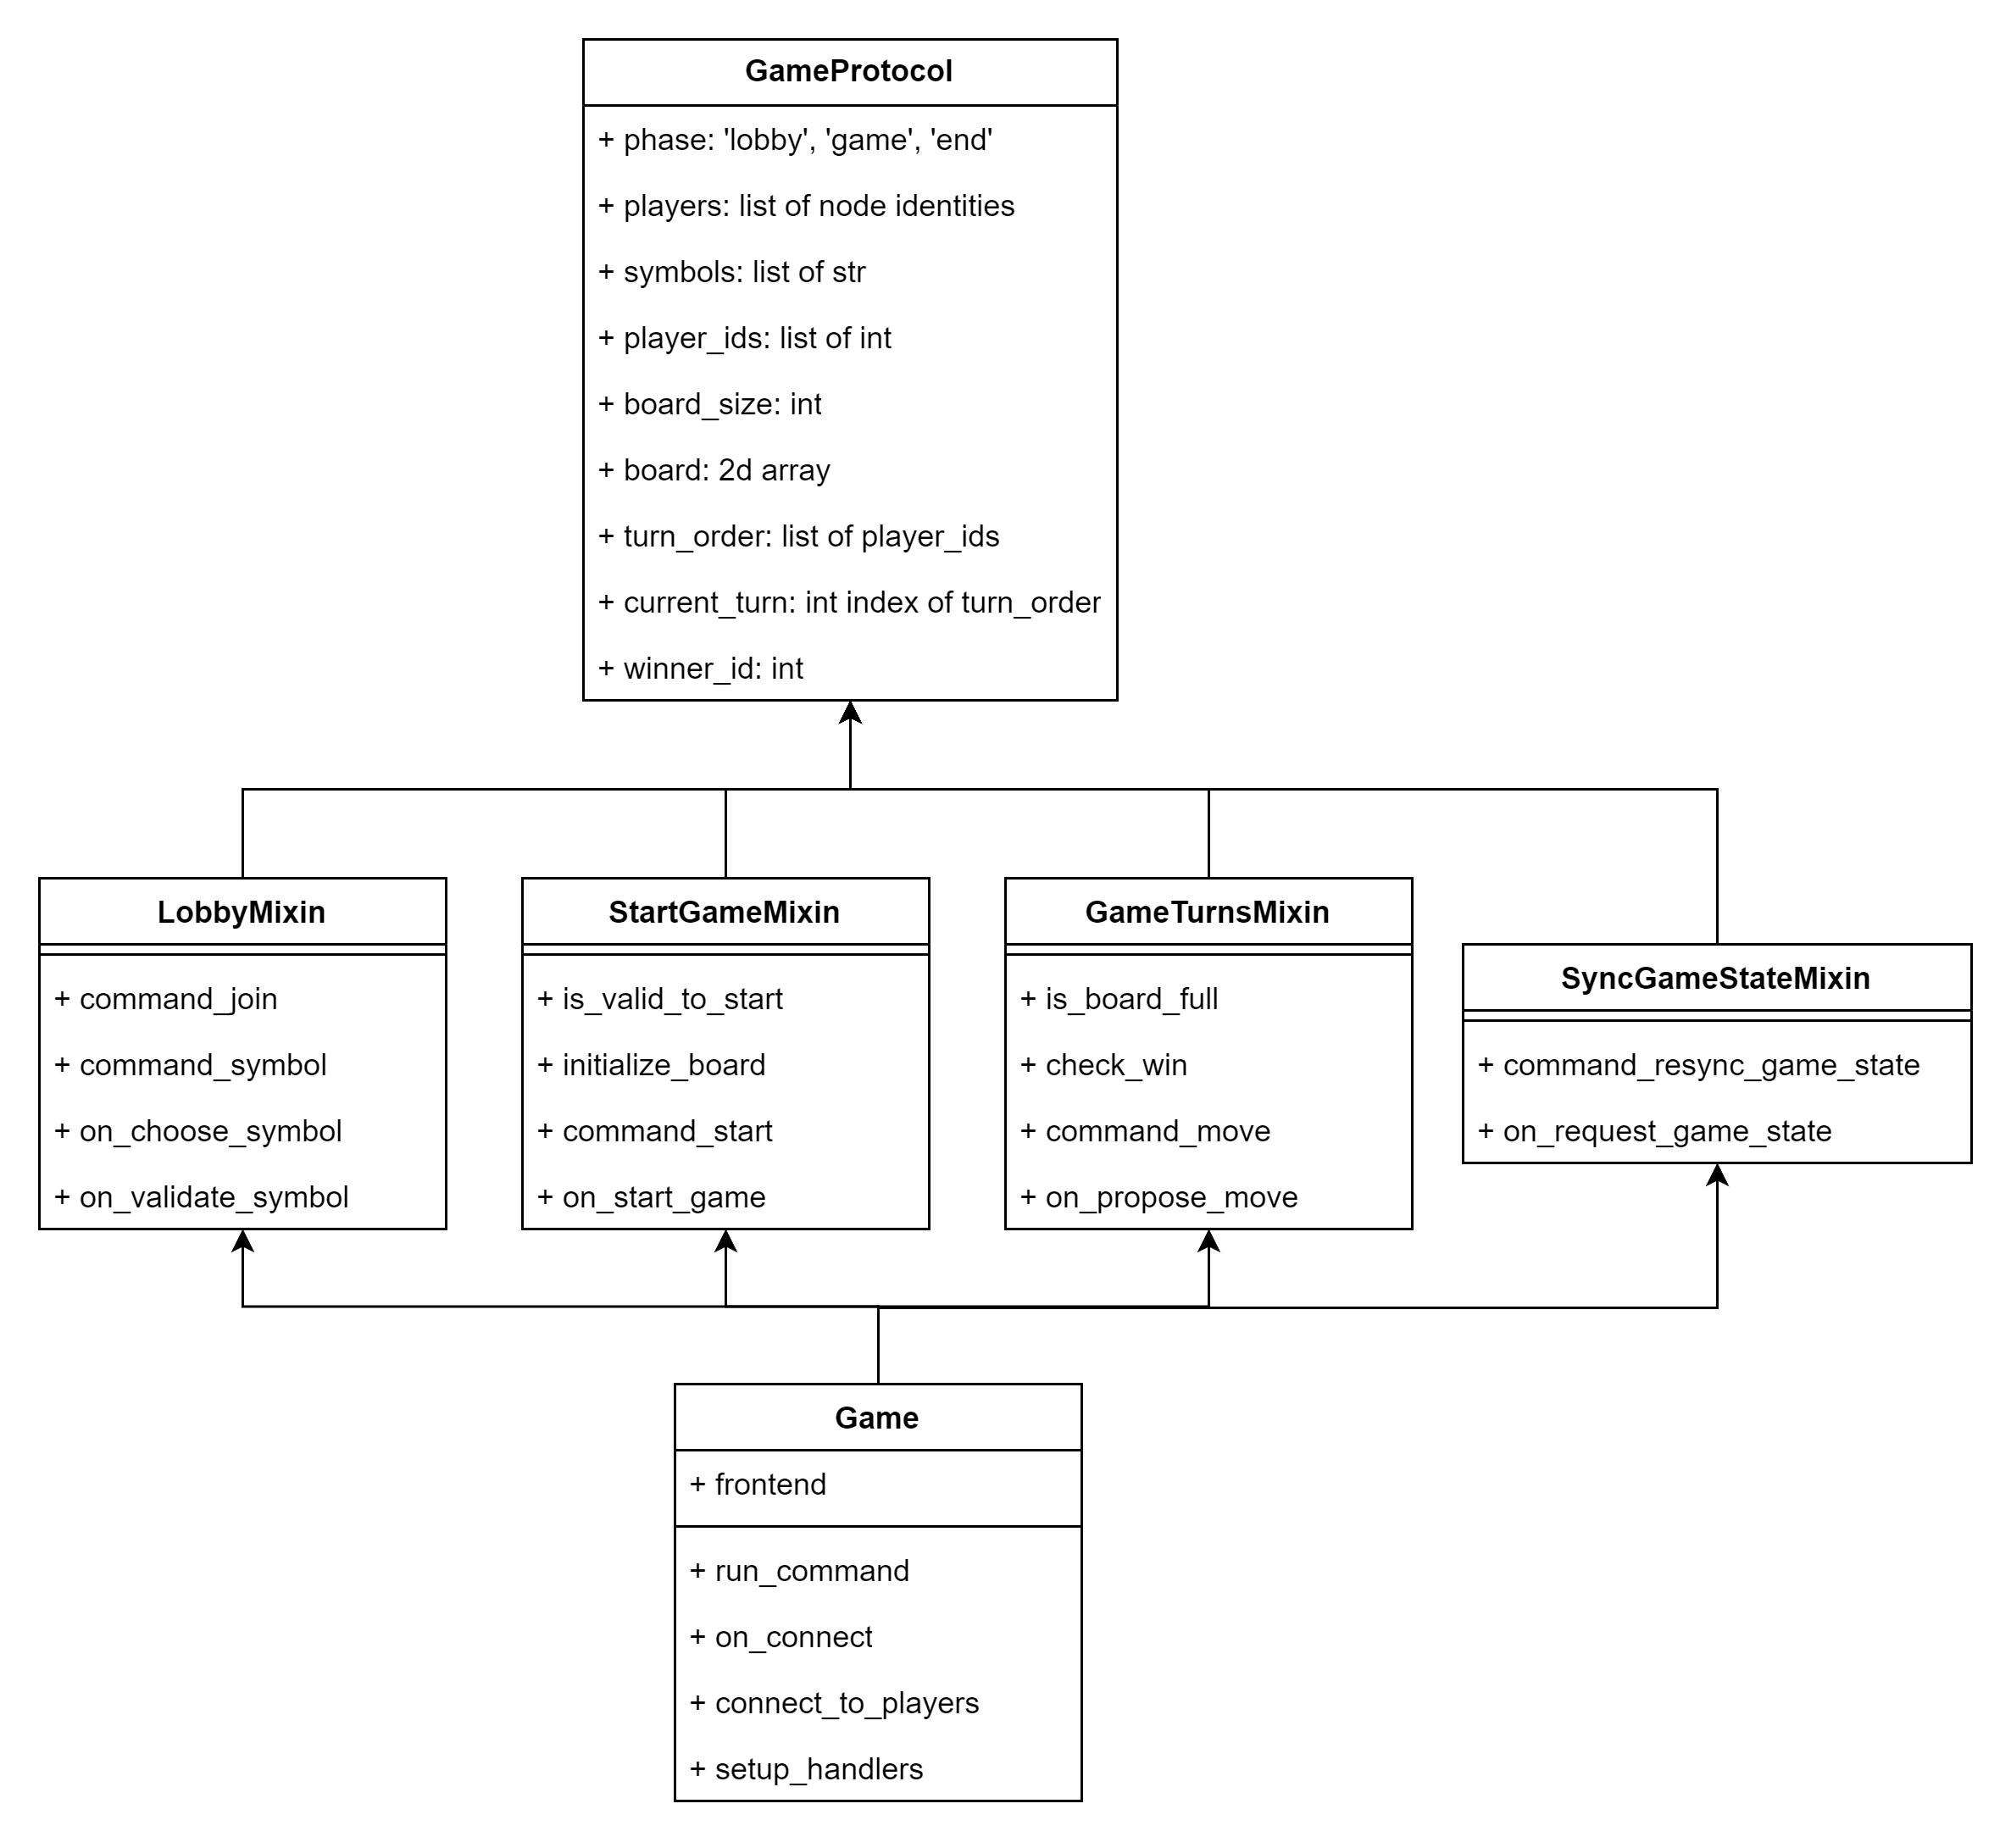 GameProtocol
+ phase: 'lobby', 'game', 'end'
+ players: list of node identities
+ symbols: list of str
+ player_ids: list of int
+ board_size: int
+ board: 2d array
+ turn_order: list of player_ids
+ current_turn: int index of turn_order
+ winner_id: int
LobbyMixin
+ command_join
+ command_symbol
+ on_choose_symbol
+ on_validate_symbol
StartGameMixin
+ is_valid_to_start
+ initialize_board
+ command_start
+ on_start_game
GameTurnsMixin
+ is_board_full
+ check_win
+ command_move
+ on_propose_move
SyncGameStateMixin
+ command_resync_game_state
+ on_request_game_state
Game
+ frontend
+ run_command
+ on_connect
+ connect_to_players
+ setup_handlers